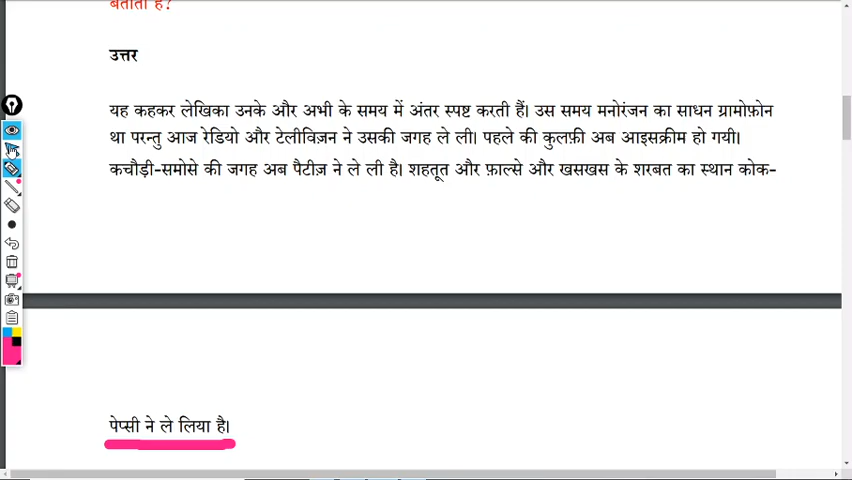 बताती हैं?
उत्तर
यह कहकर लेखिका उनके और अभी के समय में अंतर स्पष्ट करती हैं। उस समय मनोरंजन का साधन ग्रामोफ़ोन
था परन्तु आज रेडियो और टेलीविज़न ने उसकी जगह ले ली। पहले की कुलफ़ी अब आइसक्रीम हो गयी।
कचौड़ी-समोसे की जगह अब पैटीज़ ने ले ली है। शहतूत और फ़ाल्से और खसखस के शरबत का स्थान कोक-
पेप्सी ने ले लिया है।